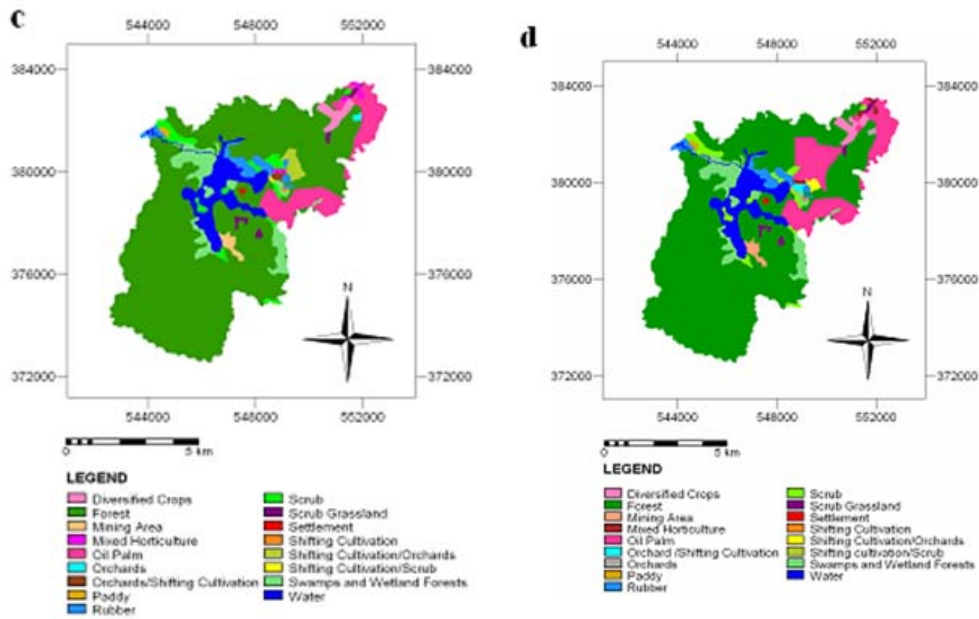 c
544000 548000 552000
384000 384000
380000 380000
376000 376000
372000 372000
N
544000 548000 552000
0 5 km
LEGEND
Diversified Crops
Forest
Mining Area
Mixed Horticulture
Oil Palm
Orchards
Orchards/Shifting Cultivation
Paddy
Rubber
Scrub
Scrub Grassland
Settlement
Shifting Cultivation
Shifting Cultivation/Orchards
Shifting Cultivation/Scrub
Swamps and Wetland Forests
Water
d
544000 548000 552000
384000 384000
380000 380000
376000 376000
372000 372000
N
544000 548000 552000
0 5 km
LEGEND
Diversified Crops
Forest
Mining Area
Mixed Horticulture
Oil Palm
Orchard /Shifting Cultivation
Orchards
Paddy
Rubber
Scrub
Scrub Grassland
Settlement
Shifting Cultivation
Shifting Cultivation/Orchards
Shifting cultivation/Scrub
Swamps and Wetland Forests
Water